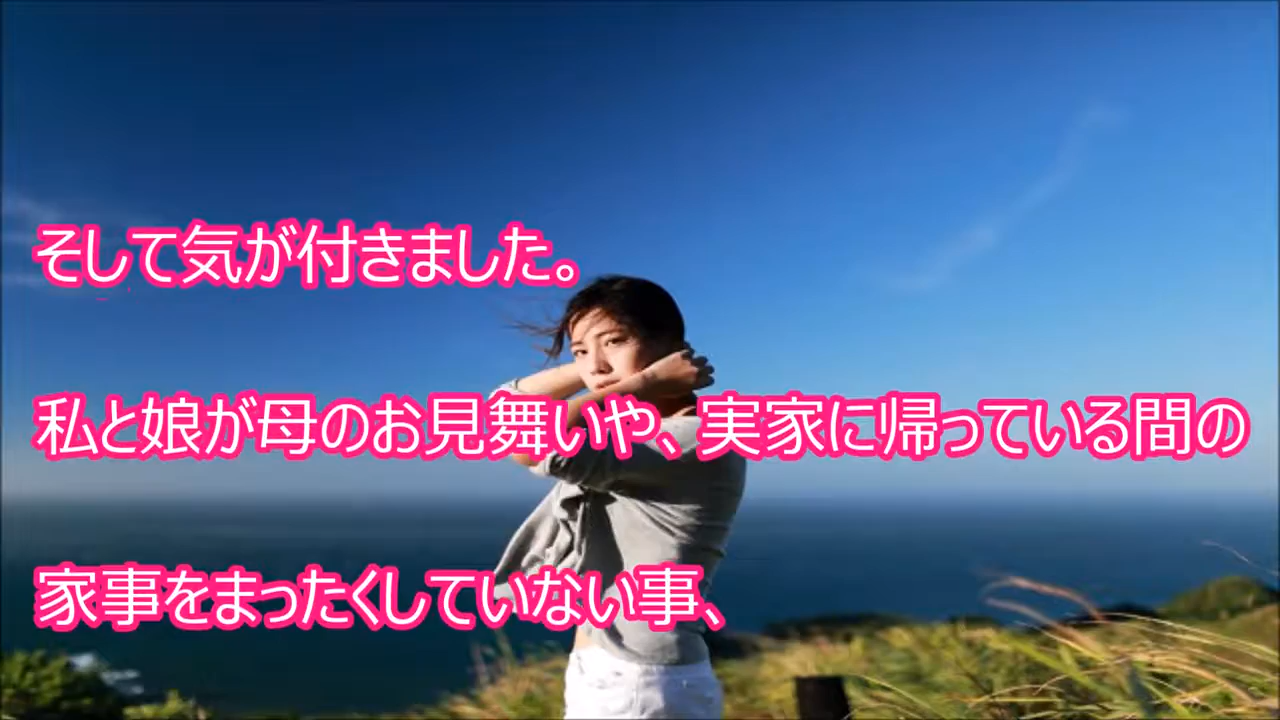 そして気が付きました。
私と娘が母のお見舞いや、実家に帰っている間の
家事をまったくしていない事、